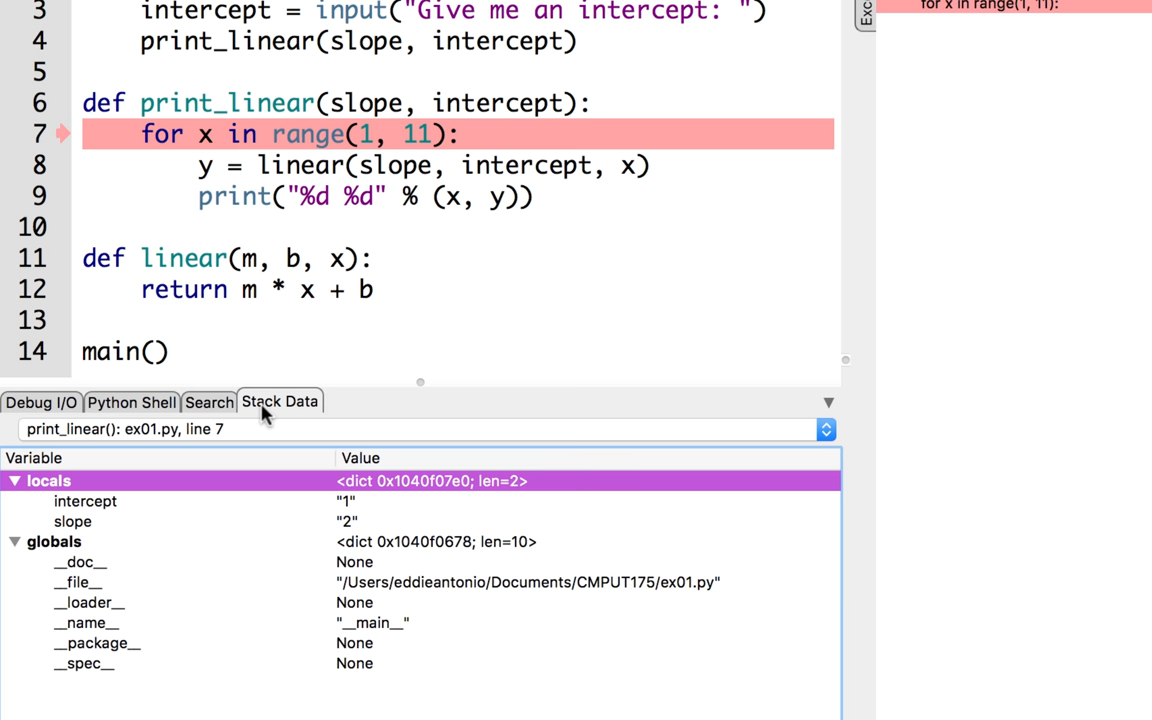 3 intercept = input("Give me an intercept: ")
4 print_linear(slope, intercept)
5
6 def print_linear(slope, intercept):
7 for x in range(1, 11):
8 y = linear(slope, intercept, x)
9 print("%d %d" % (x, y))
10
11 def linear(m, b, x):
12 return m * x + b
13
14 main()
Exc
for x in range(1, 11):
Debug I/O Python Shell Search Stack Data
print_linear(): ex01.py, line 7
Variable Value
locals <dict 0x1040f07e0; len=2>
intercept "1"
slope "2"
globals <dict 0x1040f0678; len=10>
__doc__ None
__file__ "/Users/eddieantonio/Documents/CMPUT175/ex01.py"
__loader__ None
__name__ "__main__"
__package__ None
__spec__ None